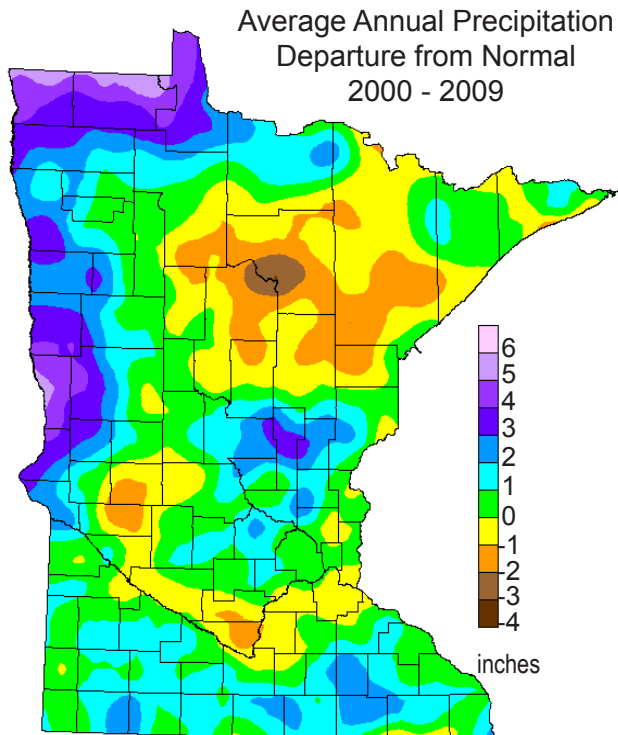 Average Annual Precipitation
Departure from Normal
2000 - 2009
6
5
4
3
2
1
0
-1
-2
-3
-4
inches